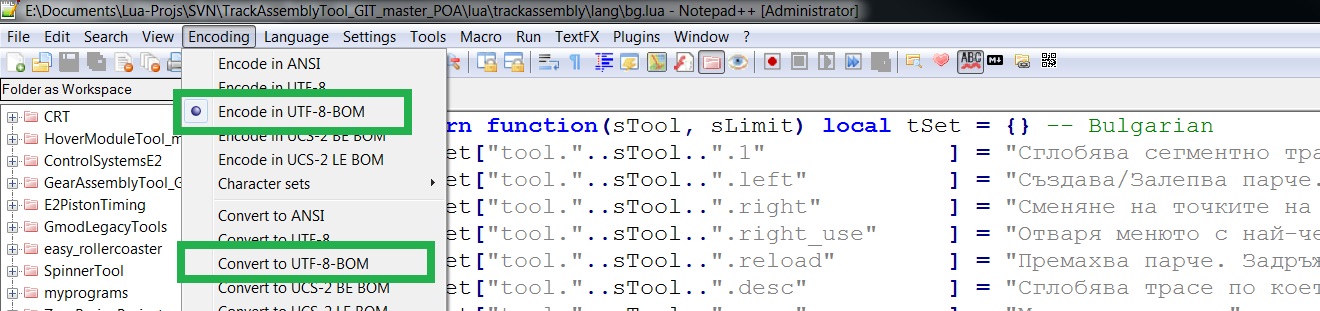 E:\Documents\Lua-Projs\SVN\TrackAssemblyTool_GIT_master_POA\lua\trackassembly\lang\bg.lua - Notepad++ [Administrator]
File Edit Search View Encoding Language Settings Tools Macro Run TextFX Plugins Window ?
ABC
Folder as Workspace
CRT
HoverModuleTool_m
ControlSystemsE2
GearAssemblyTool_G
E2PistonTiming
GmodLegacyTools
easy_rollercoaster
SpinnerTool
myprograms
Encode in ANSI
Encode in UTF-8
Encode in UTF-8-BOM
Encode in UCS-2 BE BOM
Encode in UCS-2 LE BOM
Character sets
Convert to ANSI
Convert to UTF-8
Convert to UTF-8-BOM
Convert to UCS-2 BE BOM
Convert to UCS-2 LE BOM
rn function(sTool, sLimit) local tSet = {} -- Bulgarian
et["tool."..sTool..".1" ] = "Сглобява сегментно тра
et["tool."..sTool..".left" ] = "Създава/Залепва парче.
et["tool."..sTool..".right" ] = "Сменяне на точките на
et["tool."..sTool..".right_use" ] = "Отваря менюто с най-че
et["tool."..sTool..".reload" ] = "Премахва парче. Задръж
et["tool."..sTool..".desc" ] = "Сглобява трасе по коет